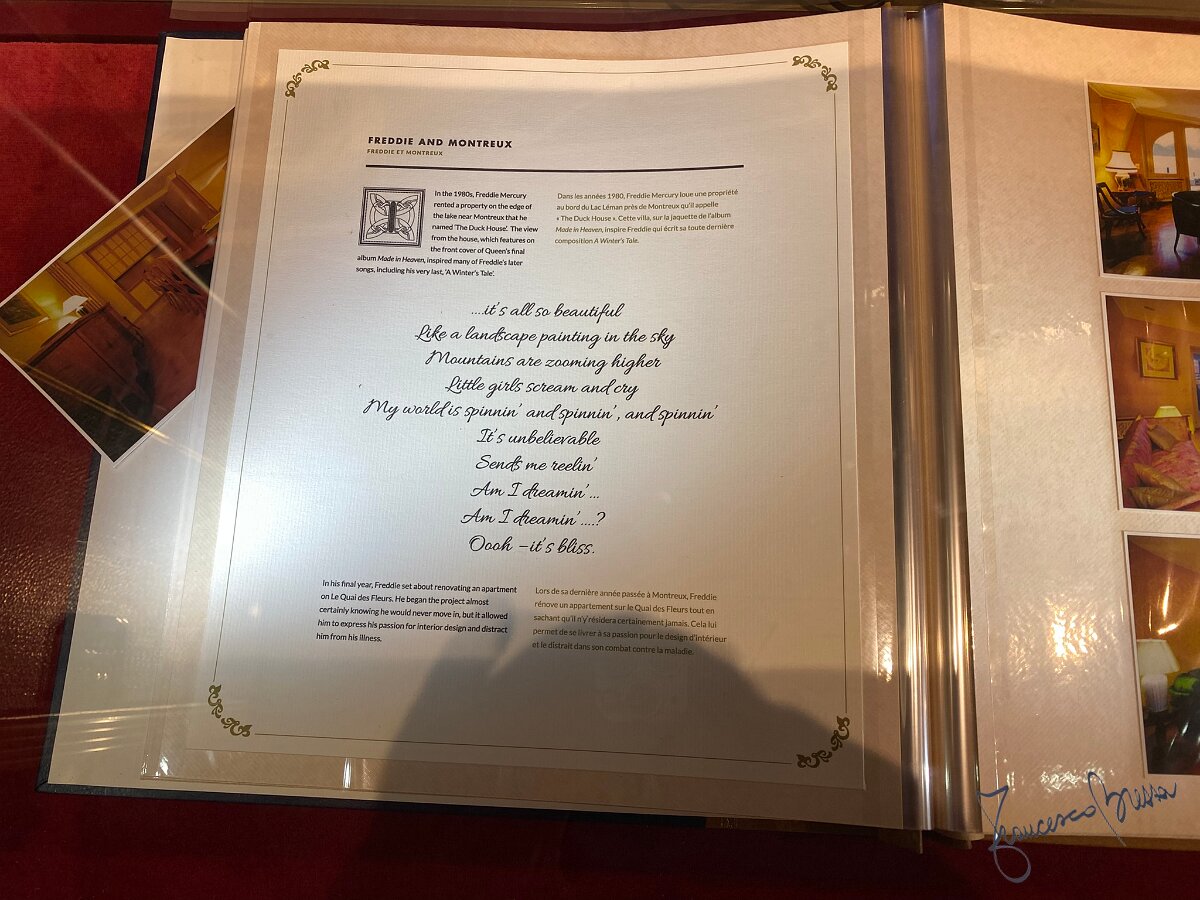 FREDDIE AND MONTREUX
FREDDIE ET MONTREUX
In the 1980s, Freddie Mercury
rented a property on the edge of
the lake near Montreux that he
named 'The Duck House'. The view
from the house, which features on
the front cover of Queen's final
album Made in Heaven, inspired many of Freddie's later
songs, including his very last, 'A Winter's Tale'.
Dans les années 1980, Freddie Mercury loue une propriété
au bord du Lac Léman près de Montreux qu'il appelle
« The Duck House ». Cette villa, sur la jaquette de l'album
Made in Heaven, inspire Freddie qui écrit sa toute dernière
composition A Winter's Tale.
....it's all so beautiful
Like a landscape painting in the sky
Mountains are zooming higher
Little girls scream and cry
My world is spinnin' and spinnin', and spinnin'
It's unbelievable
Sends me reelin'
Am I dreamin'...
Am I dreamin'....?
Oooh – it's bliss.
In his final year, Freddie set about renovating an apartment
on Le Quai des Fleurs. He began the project almost
certainly knowing he would never move in, but it allowed
him to express his passion for interior design and distract
him from his illness.
Lors de sa dernière année passée à Montreux, Freddie
rénove un appartement sur le Quai des Fleurs tout en
sachant qu'il n'y résidera certainement jamais. Cela lui
permet de se livrer à sa passion pour le design d'intérieur
et le distrait dans son combat contre la maladie.
Francesco Bressa